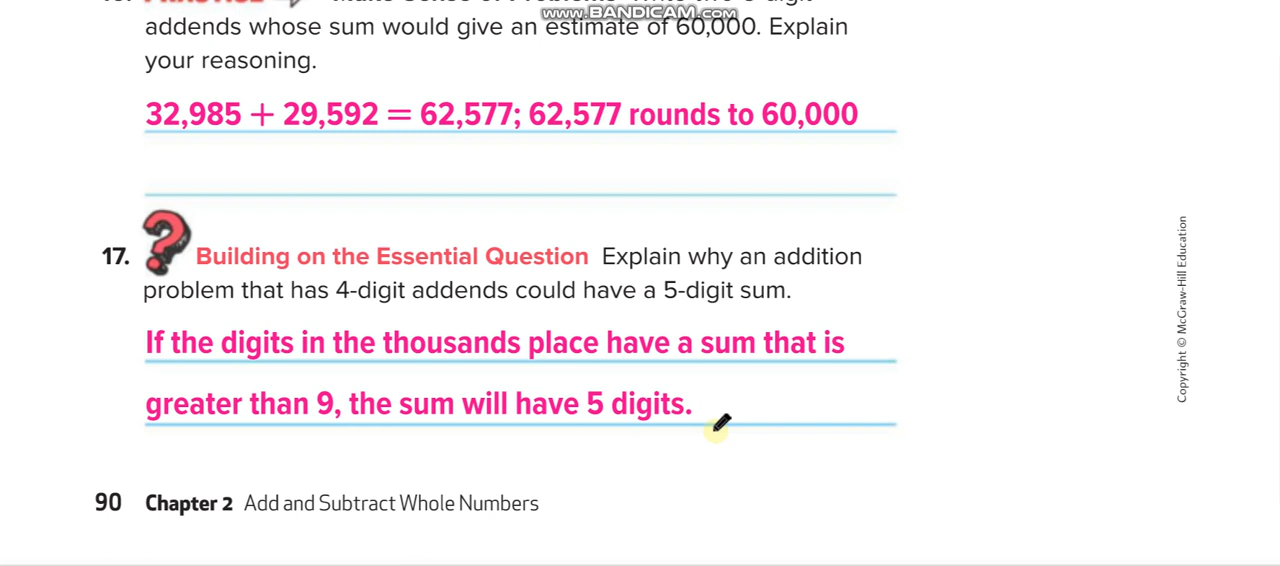 www.BANDICAM.com
addends whose sum would give an estimate of 60,000. Explain
your reasoning.
32,985 + 29,592 = 62,577; 62,577 rounds to 60,000
17. Building on the Essential Question Explain why an addition
problem that has 4-digit addends could have a 5-digit sum.
If the digits in the thousands place have a sum that is
greater than 9, the sum will have 5 digits.
90 Chapter 2 Add and Subtract Whole Numbers
Copyright © McGraw-Hill Education